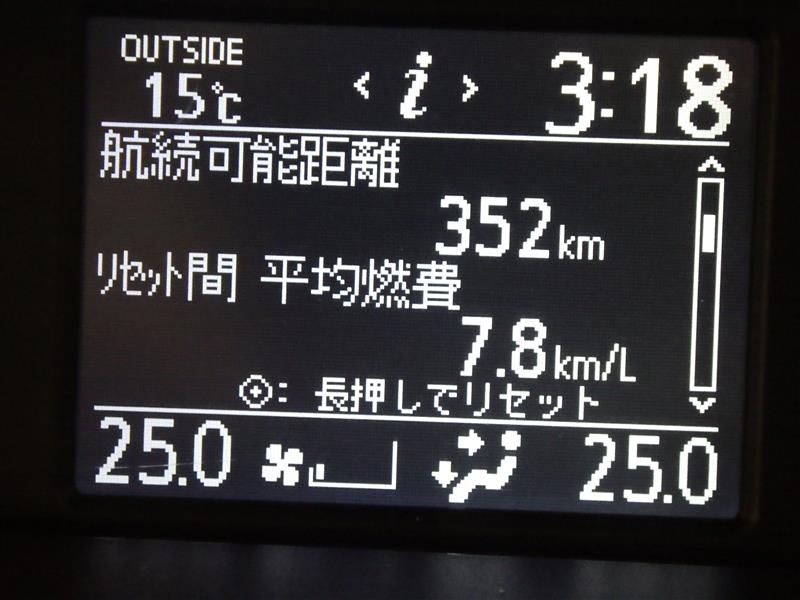 OUTSIDE
15℃ < i > 3:18
航続可能距離
352km
リセット間 平均燃費
7.8km/L
: 長押しでリセット
25.0 25.0